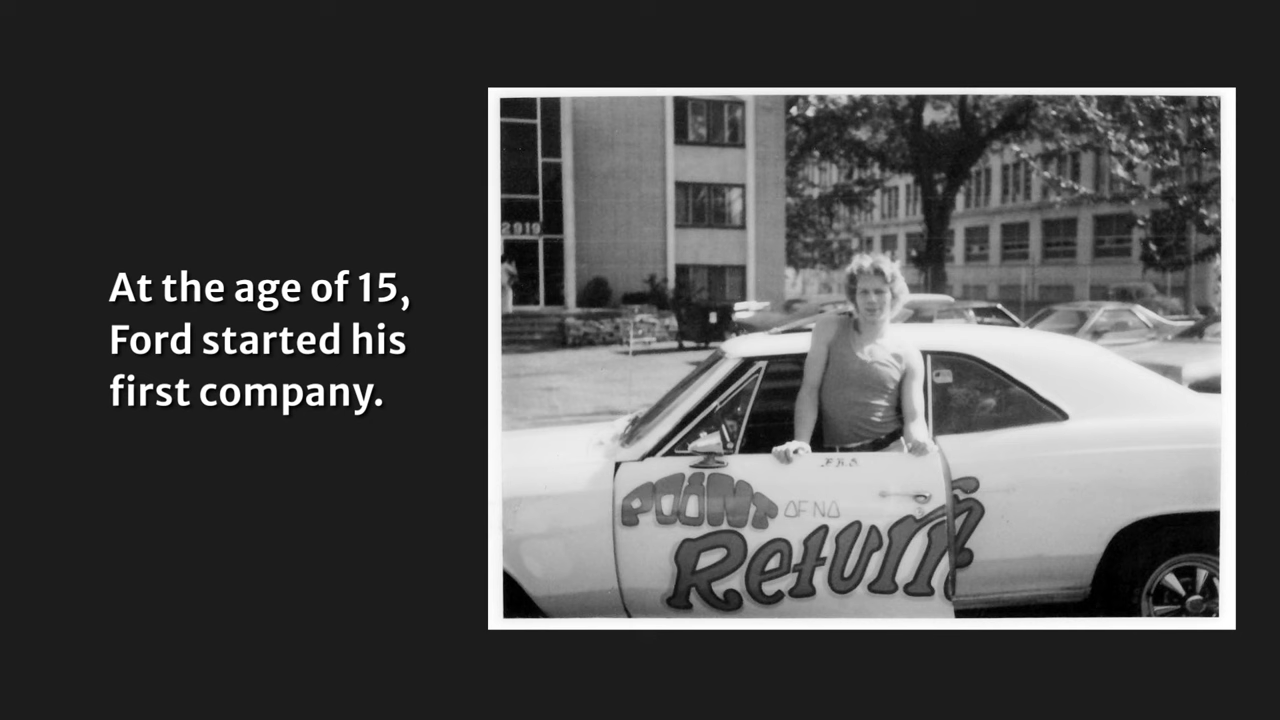 At the age of 15,
Ford started his
first company.
2919
POINT OF NO
Return